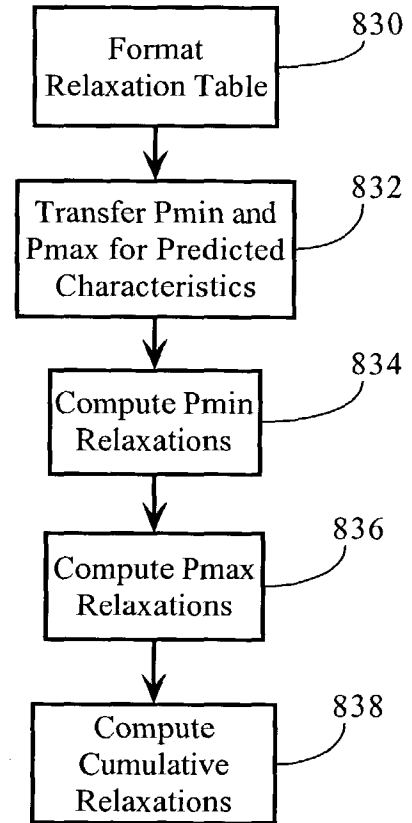 830
Format
Relaxation Table
832
Transfer Pmin and
Pmax for Predicted
Characteristics
834
Compute Pmin
Relaxations
836
Compute Pmax
Relaxations
838
Compute
Cumulative
Relaxations